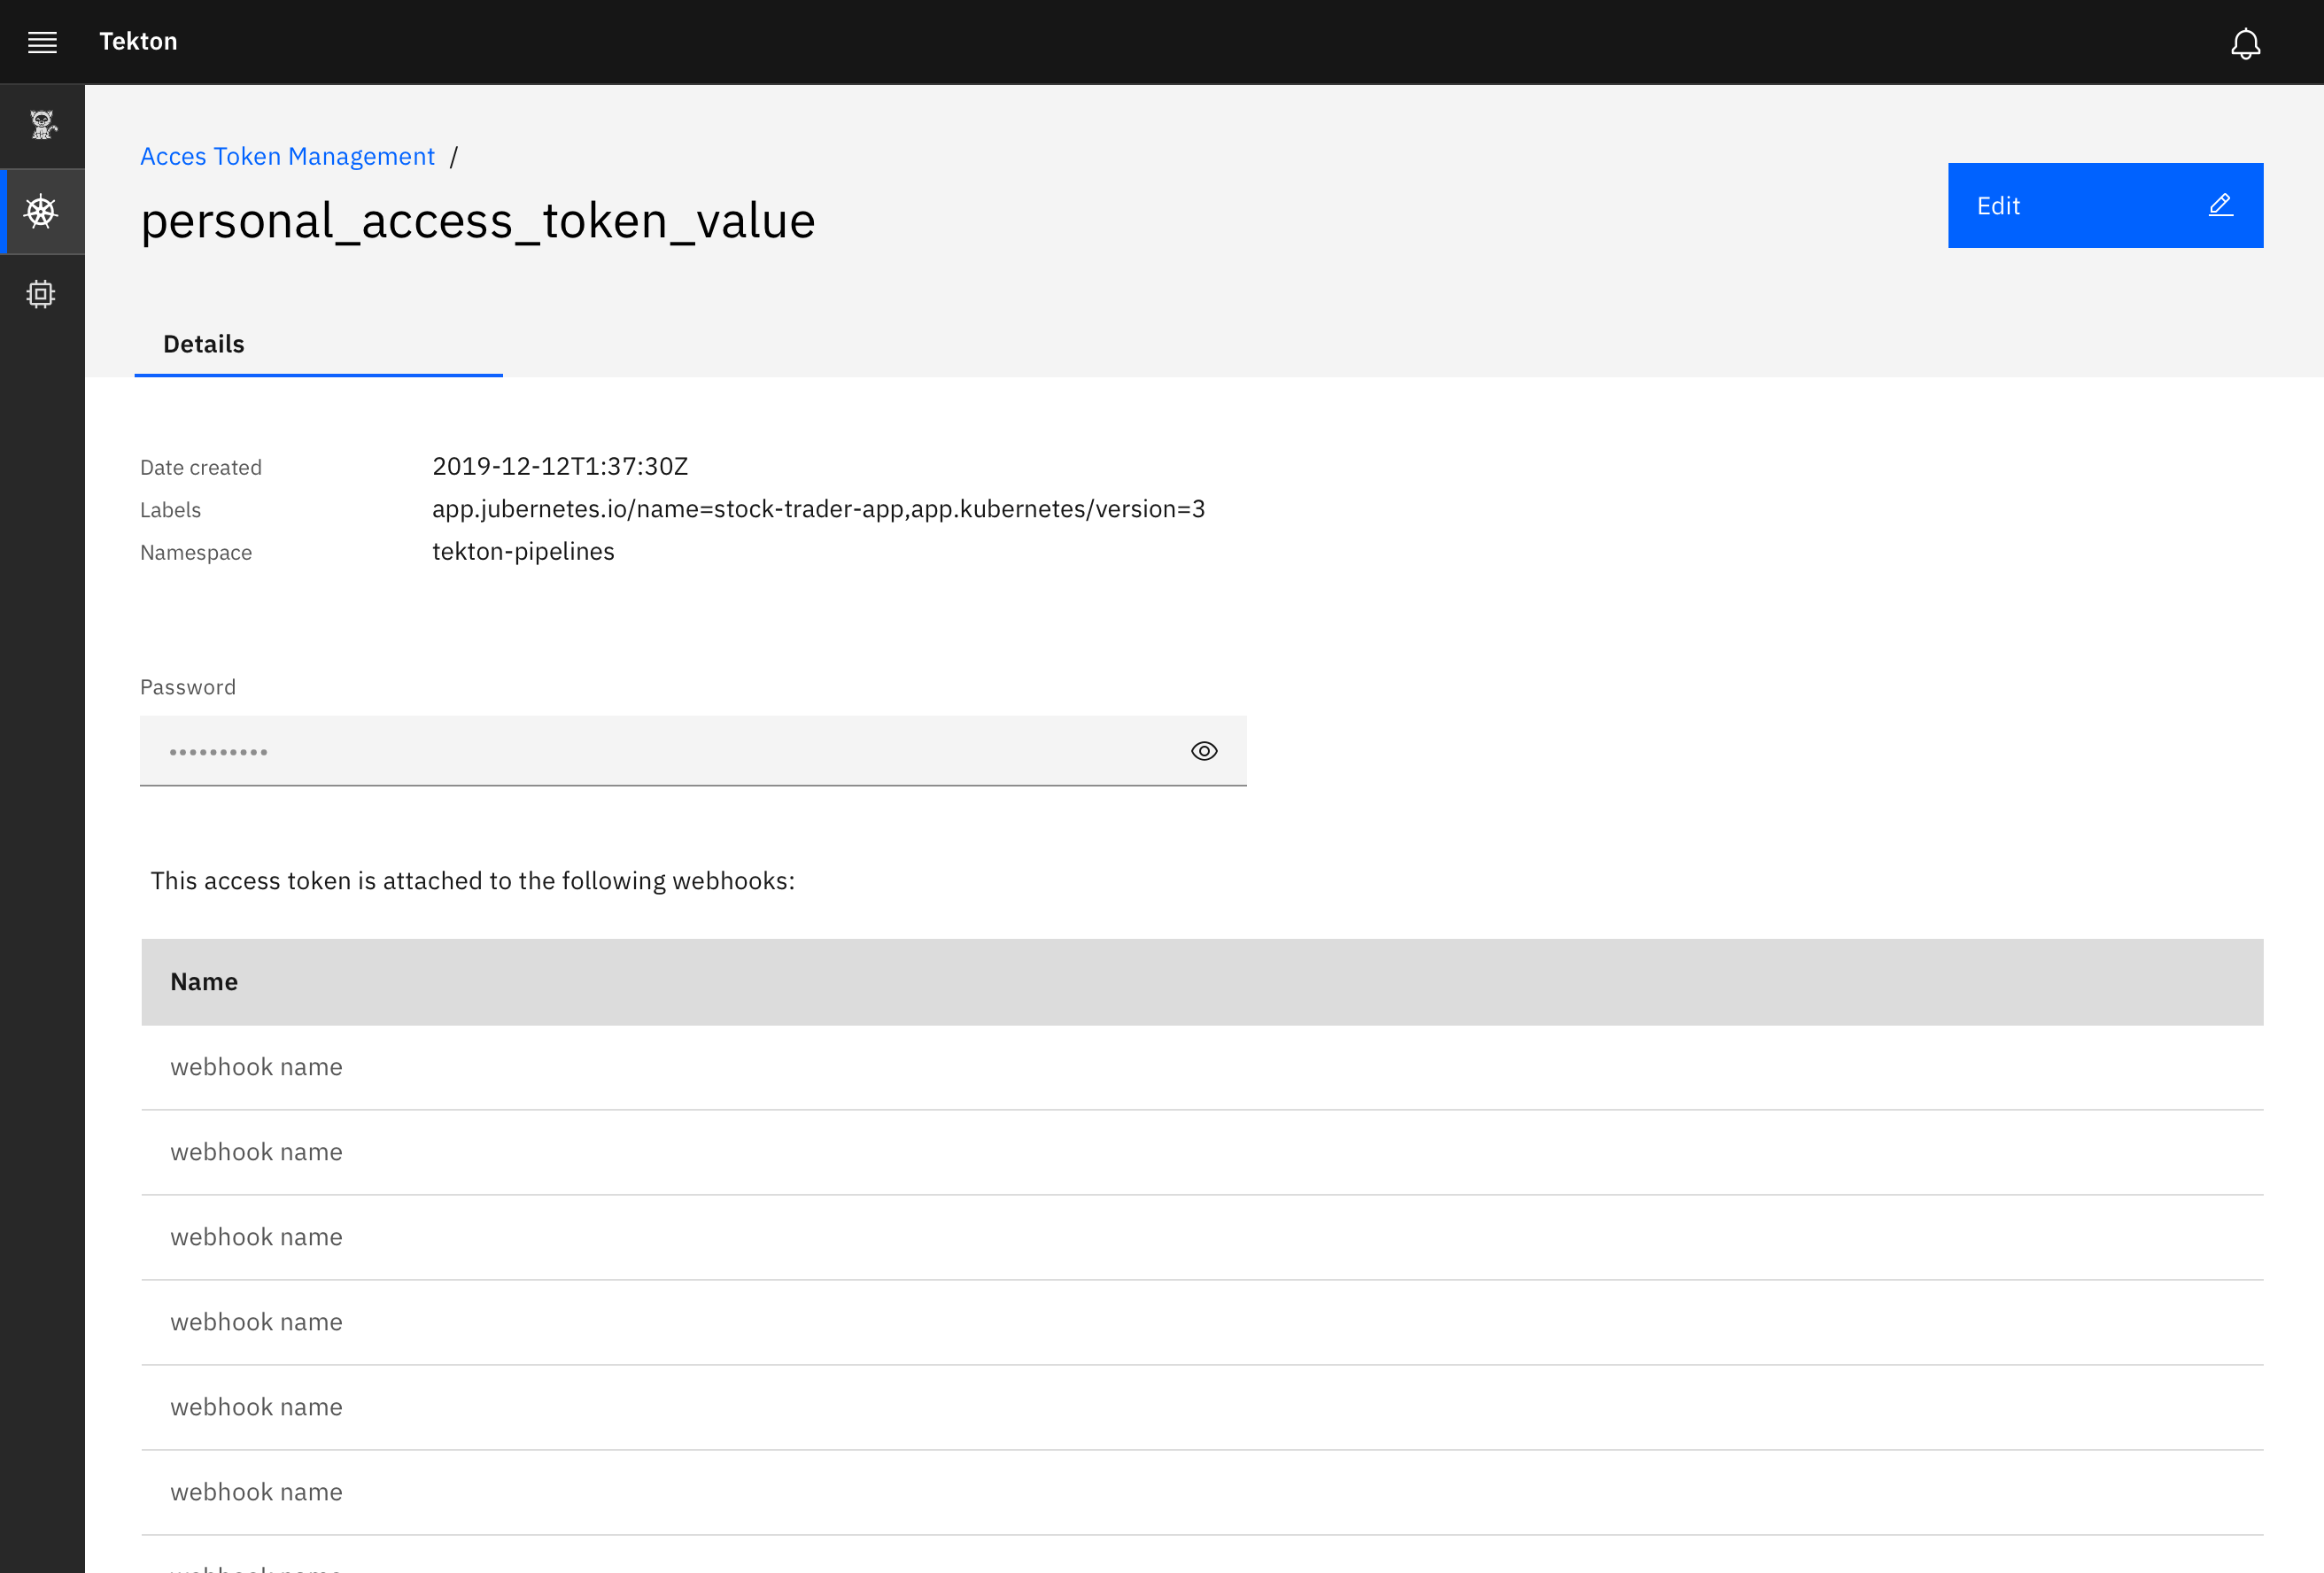 Tekton
Acces Token Management /
personal_access_token_value
Edit
Details
Date created 2019-12-12T1:37:30Z
Labels app.jubernetes.io/name=stock-trader-app,app.kubernetes/version=3
Namespace tekton-pipelines
Password
••••••••••
This access token is attached to the following webhooks:
Name
webhook name
webhook name
webhook name
webhook name
webhook name
webhook name